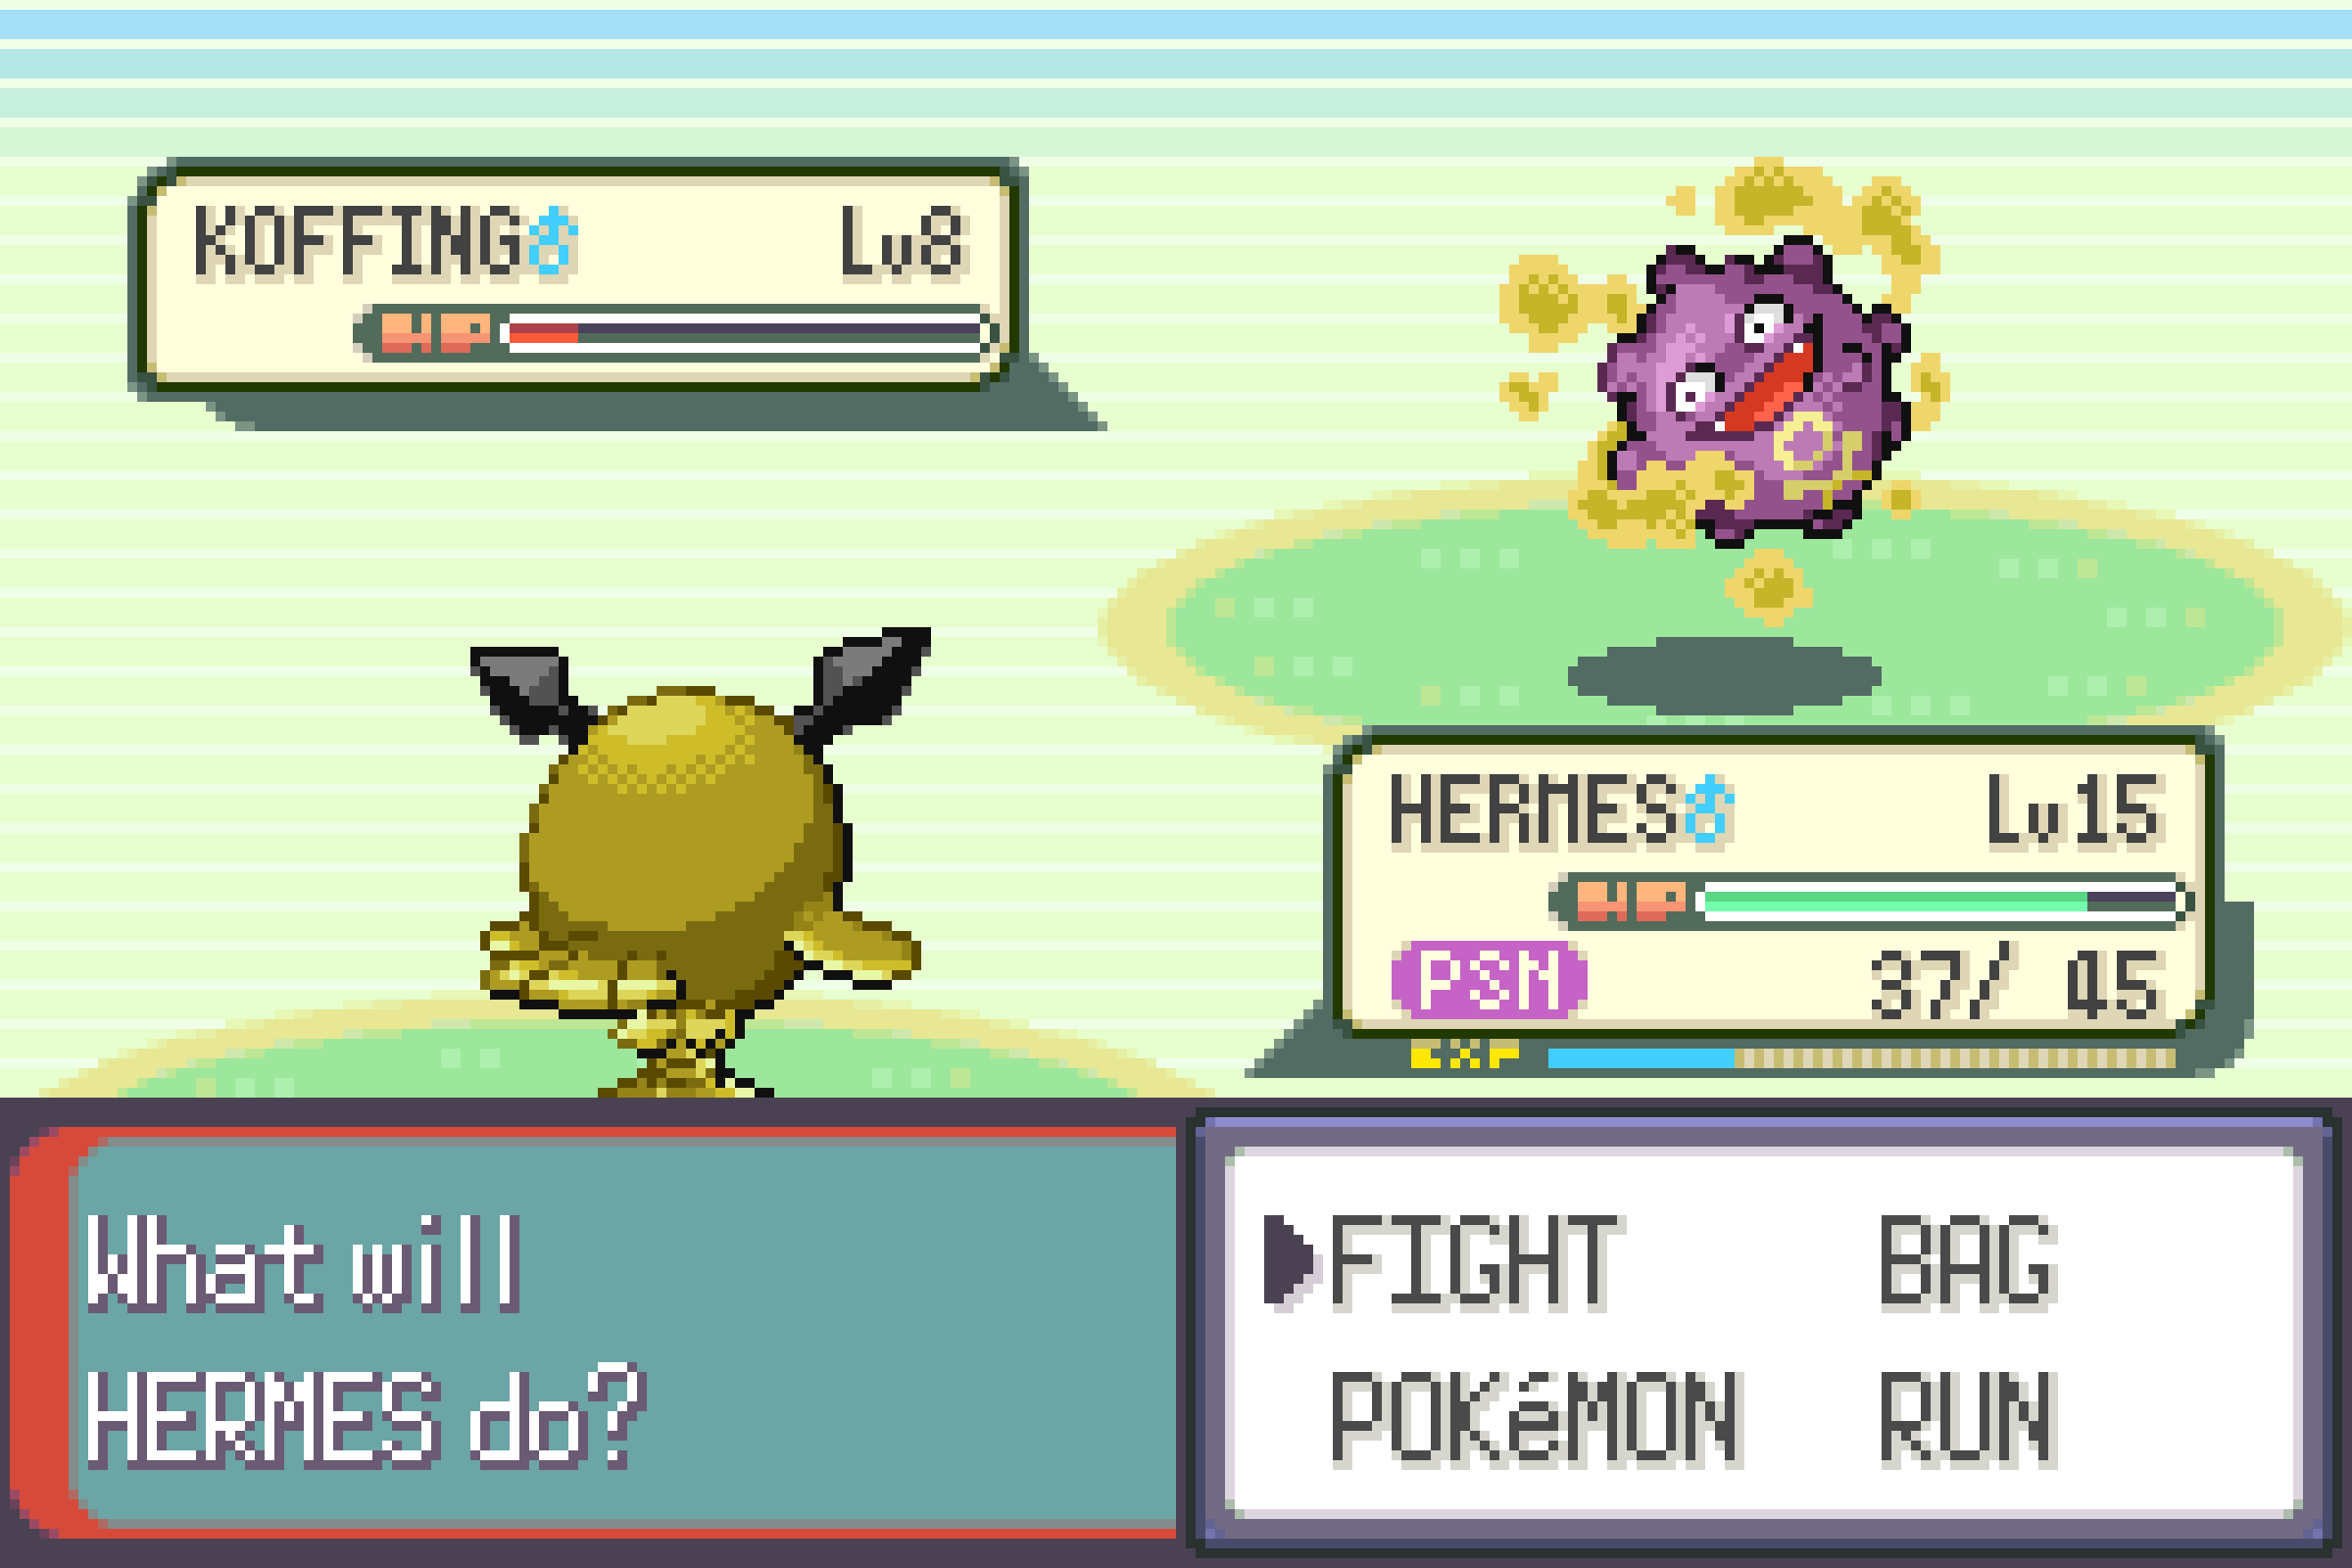 KOFFING♂ Lv8
HP
HERMES♂ Lv15
HP
PSN 37/ 45
EXP
What will
HERMES do?
FIGHT BAG
POKéMON RUN